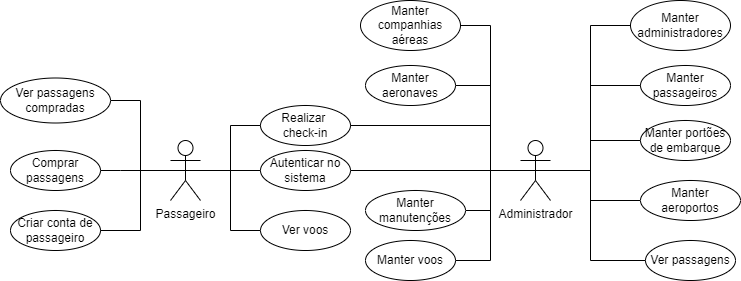 Manter
companhias
aéreas
Manter
administradores
Ver passagens
compradas
Manter
aeronaves
Manter
passageiros
Realizar
check-in
Manter portões
de embarque
Comprar
passagens
Autenticar no
sistema
Passageiro
Manter
manutenções
Administrador
Manter
aeroportos
Criar conta de
passageiro
Ver voos
Manter voos
Ver passagens